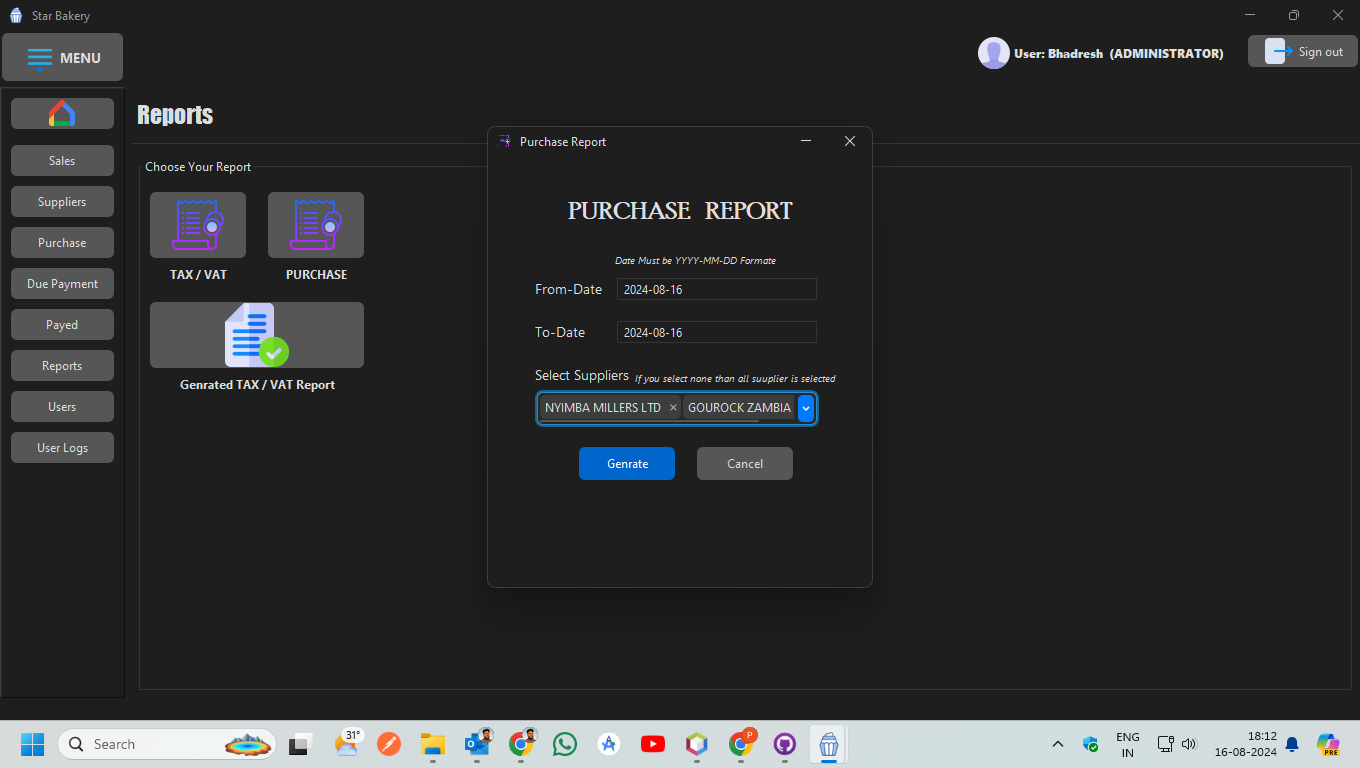 Star Bakery
MENU
User: Bhadresh (ADMINISTRATOR)
Sign out
Reports
Sales
Suppliers
Purchase
Due Payment
Payed
Reports
Users
User Logs
Choose Your Report
TAX / VAT
PURCHASE
Genrated TAX / VAT Report
Purchase Report
PURCHASE REPORT
Date Must be YYYY-MM-DD Formate
From-Date 2024-08-16
To-Date 2024-08-16
Select Suppliers If you select none than all suuplier is selected
NYIMBA MILLERS LTD × GOUROCK ZAMBIA
Genrate Cancel
Search
31°
P
ENG
IN
18:12
16-08-2024
PRE